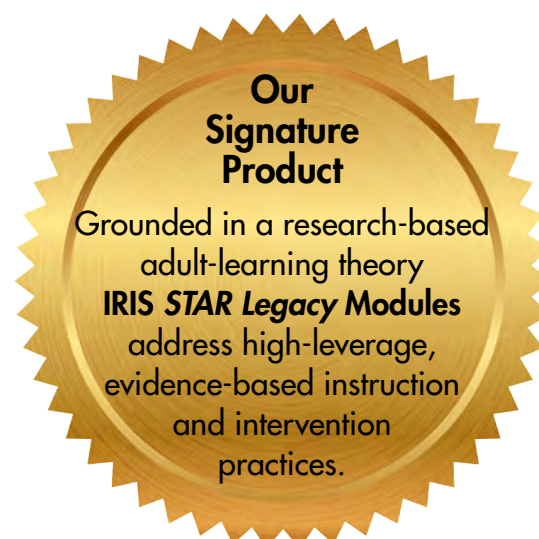 Our
Signature
Product
Grounded in a research-based
adult-learning theory
IRIS STAR Legacy Modules
address high-leverage,
evidence-based instruction
and intervention
practices.